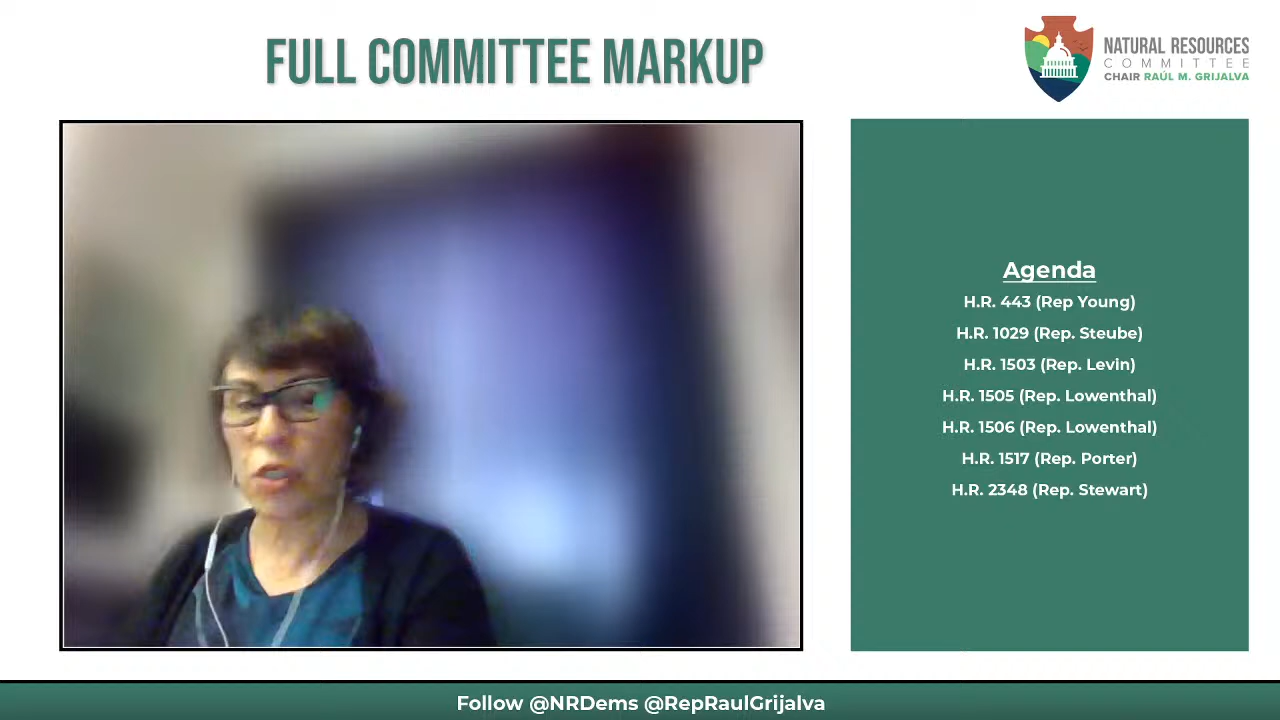 FULL COMMITTEE MARKUP
NATURAL RESOURCES
COMMITTEE
CHAIR RAÚL M. GRIJALVA
Agenda
H.R. 443 (Rep Young)
H.R. 1029 (Rep. Steube)
H.R. 1503 (Rep. Levin)
H.R. 1505 (Rep. Lowenthal)
H.R. 1506 (Rep. Lowenthal)
H.R. 1517 (Rep. Porter)
H.R. 2348 (Rep. Stewart)
Follow @NRDems @RepRaulGrijalva